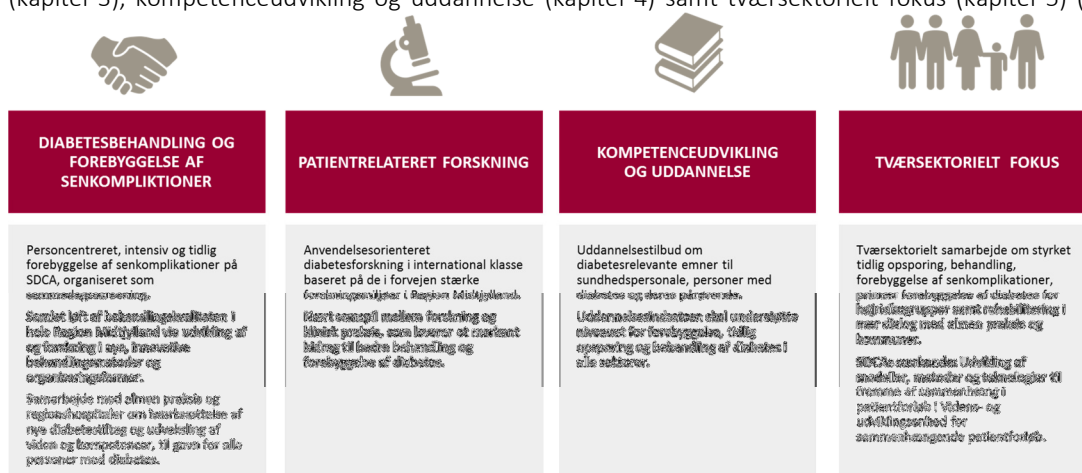 (kapitel 3), kompetenceudvikling og uddannelse (kapitel 4) samt tværsektorielt fokus (kapitel 5) (
DIABETESBEHANDLING OG
FOREBYGGELSE AF
SENKOMPLIKTIONER
Personcentreret, intensiv og tidlig
forebyggelse af senkomplikationer på
SDCA, organiseret som
sammedagsscreening.
Samlet løft af behandlingskvaliteten i
hele Region Midtjylland via udvikling af
og forskning i nye, innovative
behandlingsmetoder og
organiseringsformer.
Samarbejde med almen praksis og
regionshospitaler om iværksættelse af
nye diabetestiltag og udveksling af
viden og kompetencer, til gavn for alle
personer med diabetes.
PATIENTRELATERET FORSKNING
Anvendelsesorienteret
diabetesforskning i international klasse
baseret på de i forvejen stærke
forskningsmiljøer i Region Midtjylland.
Nært samspil mellem forskning og
klinisk praksis, som leverer et markant
bidrag til bedre behandling og
forebyggelse af diabetes.
KOMPETENCEUDVIKLING
OG UDDANNELSE
Uddannelsestilbud om
diabetesrelevante emner til
sundhedspersonale, personer med
diabetes og deres pårørende.
Uddannelsesindsatsen skal understøtte
niveauet for forebyggelse, tidlig
opsporing og behandling af diabetes i
alle sektorer.
TVÆRSEKTORIELT FOKUS
Tværsektorielt samarbejde om styrket
tidlig opsporing, behandling,
forebyggelse af senkomplikationer,
primær forebyggelse af diabetes for
højrisikogrupper samt rehabilitering i
nær dialog med almen praksis og
kommuner.
SDCAs særkende: Udvikling af
modeller, metoder og teknologier til
fremme af sammenhæng i
patientforløb i Videns- og
udviklingsenhed for
sammenhængende patientforløb.